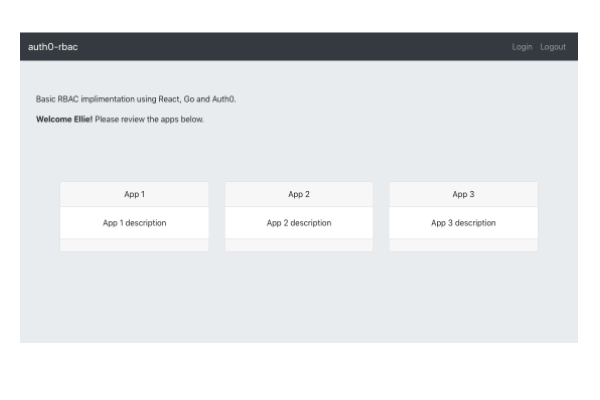 auth0-rbac Login Logout
Basic RBAC implimentation using React, Go and Auth0.
Welcome Ellie! Please review the apps below.
App 1 App 2 App 3
App 1 description App 2 description App 3 description